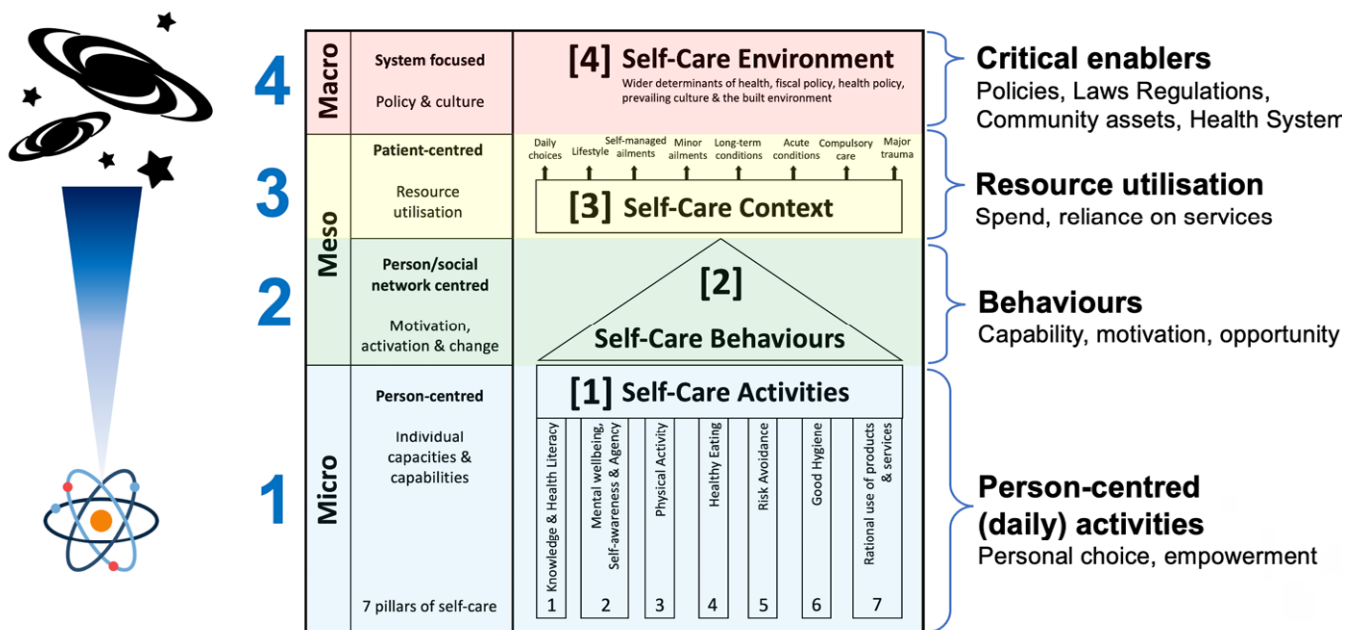 4
Macro
System focused
Policy & culture
[4] Self-Care Environment
Wider determinants of health, fiscal policy, health policy,
prevailing culture & the built environment
Critical enablers
Policies, Laws Regulations,
Community assets, Health System
3
Meso
Patient-centred
Resource
utilisation
Daily
choices
Lifestyle
Self-managed
ailments
Minor
ailments
Long-term
conditions
Acute
conditions
Compulsory
care
Major
trauma
[3] Self-Care Context
Resource utilisation
Spend, reliance on services
2
Person/social
network centred
Motivation,
activation & change
[2]
Self-Care Behaviours
Behaviours
Capability, motivation, opportunity
1
Micro
Person-centred
Individual
capacities &
capabilities
7 pillars of self-care
[1] Self-Care Activities
Knowledge & Health Literacy
1
Mental wellbeing,
Self-awareness & Agency
2
Physical Activity
3
Healthy Eating
4
Risk Avoidance
5
Good Hygiene
6
Rational use of products
& services
7
Person-centred
(daily) activities
Personal choice, empowerment